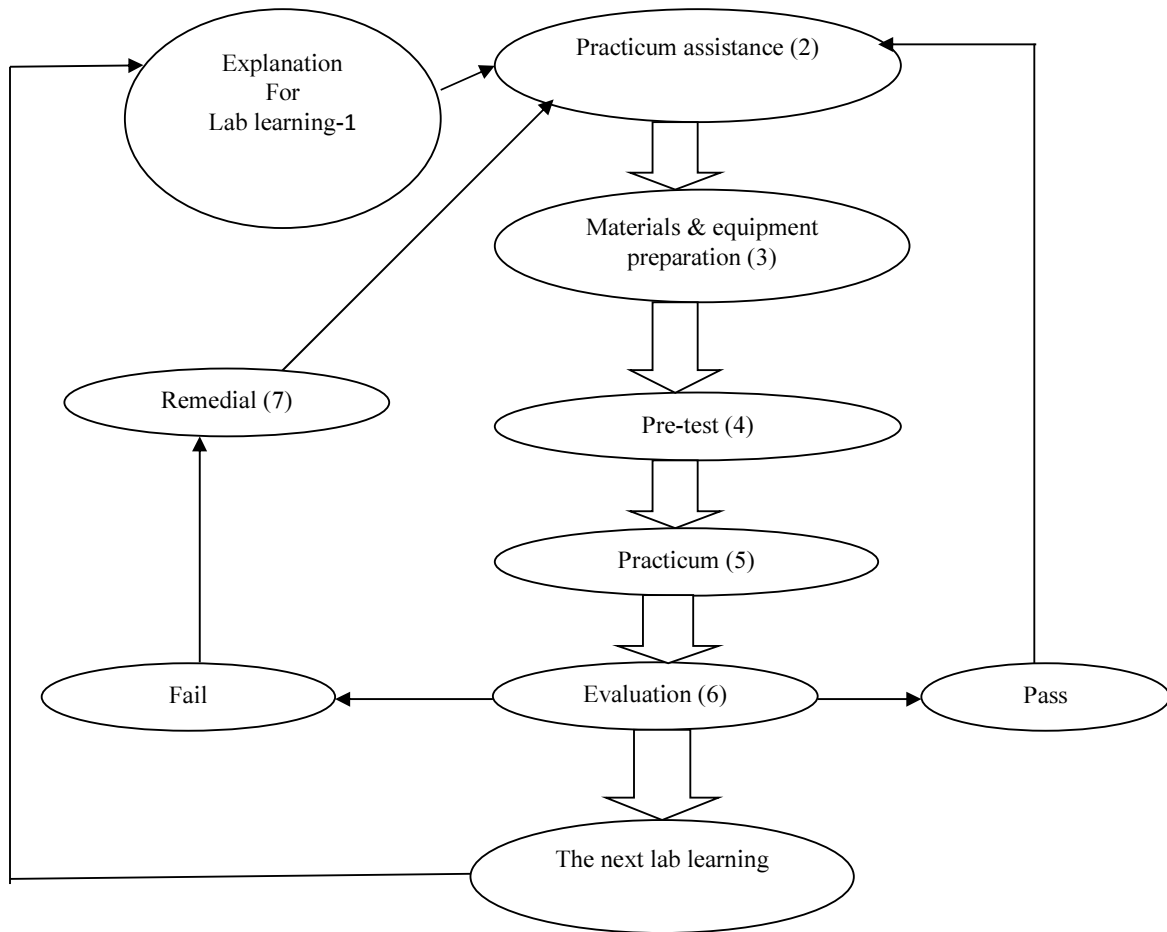 Explanation
For
Lab learning-1
Practicum assistance (2)
Materials & equipment
preparation (3)
Remedial (7)
Pre-test (4)
Practicum (5)
Fail
Evaluation (6)
Pass
The next lab learning